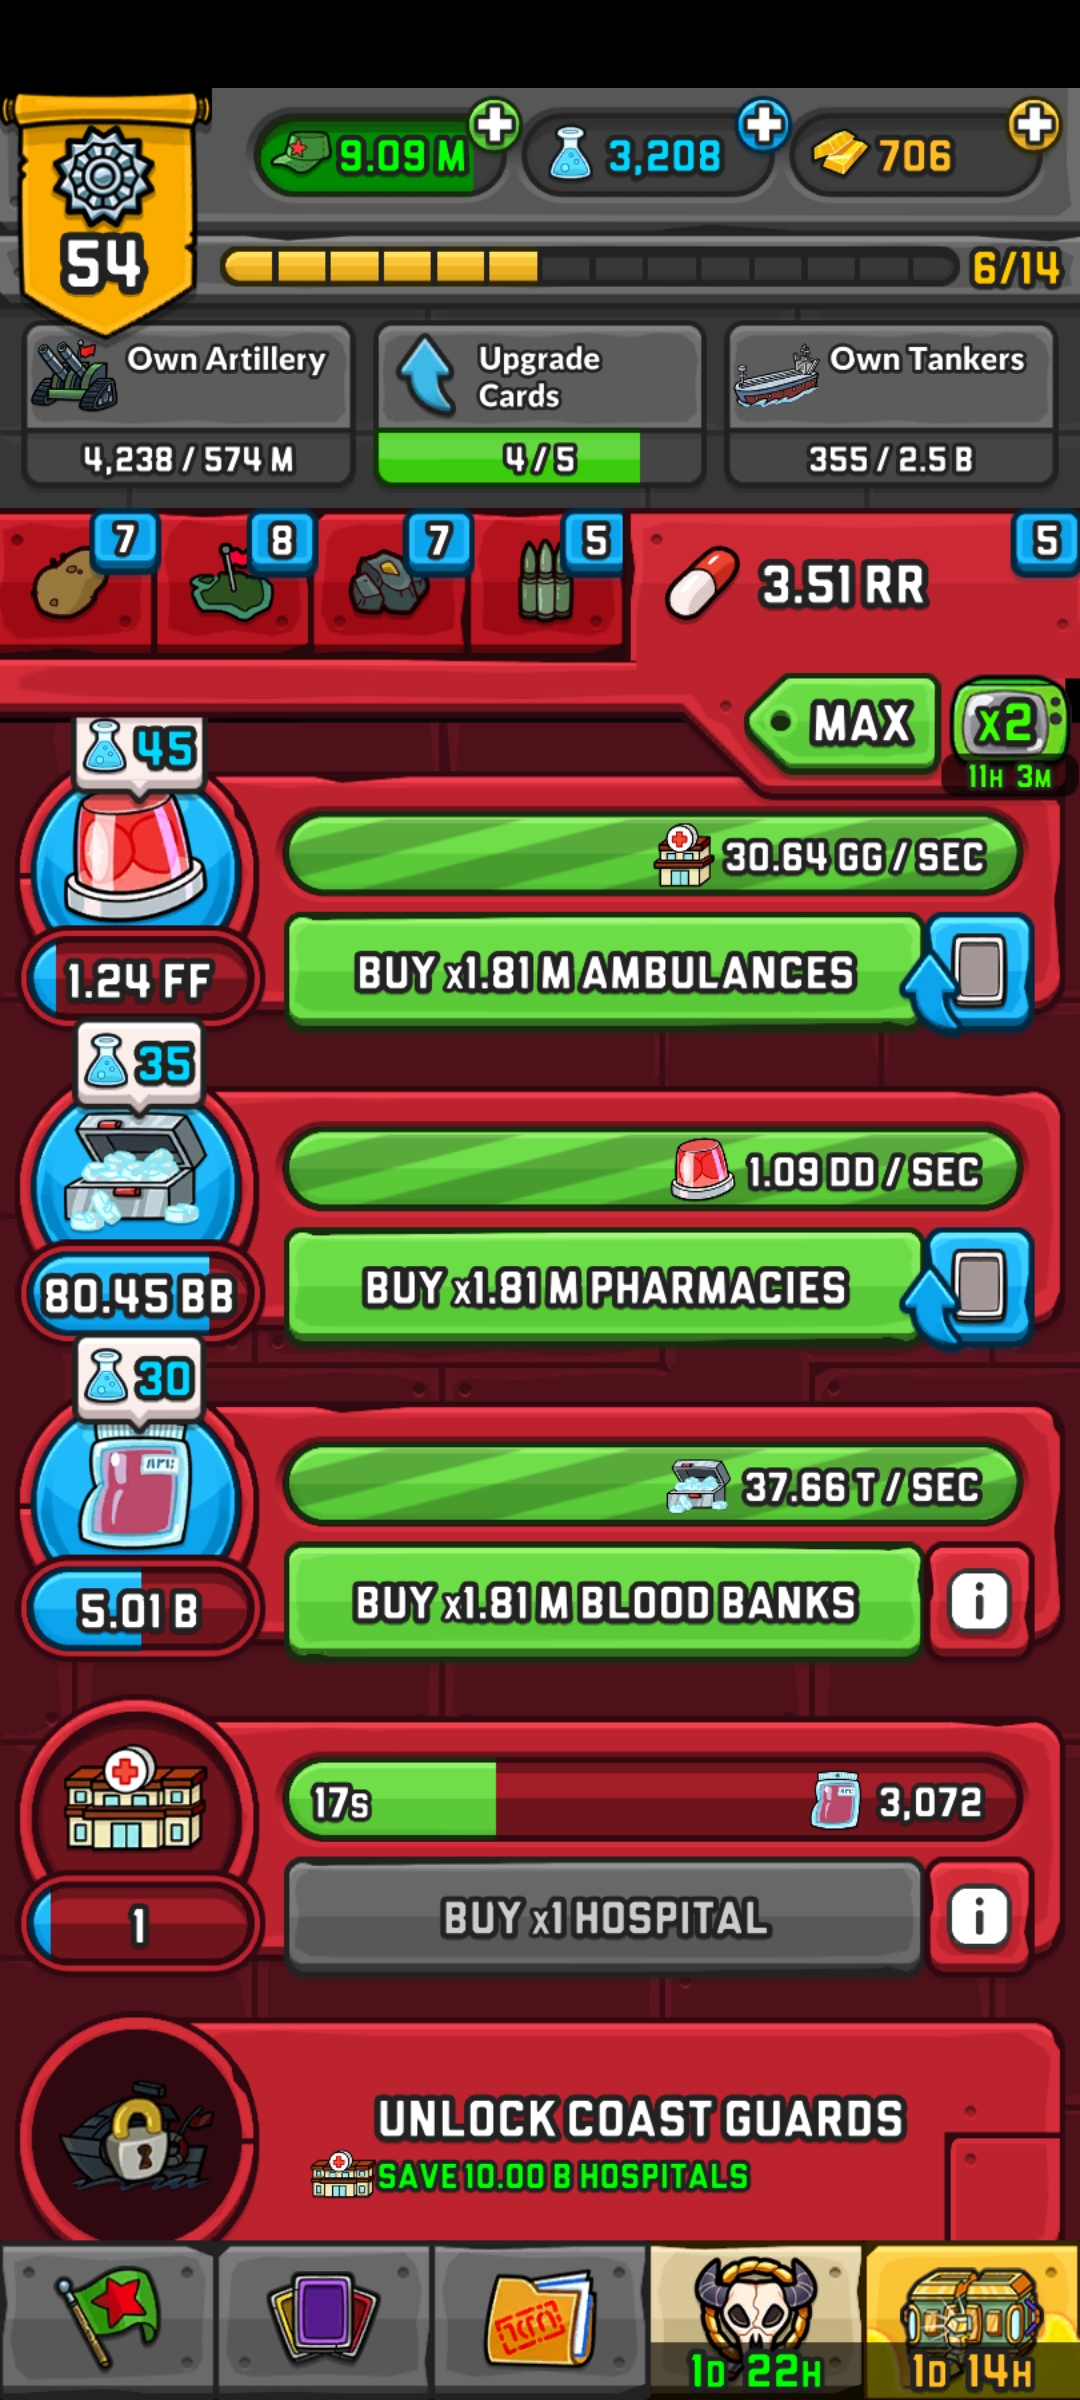 54
9.09 M
3,208
706
6/14
Own Artillery
4,238 / 574 M
Upgrade
Cards
4 / 5
Own Tankers
355 / 2.5 B
7
8
7
5
3.51 RR
5
MAX
x2
11H 3M
45
30.64 GG / SEC
1.24 FF
BUY x1.81 M AMBULANCES
35
1.09 DD / SEC
80.45 BB
BUY x1.81 M PHARMACIES
30
37.66 T / SEC
5.01 B
BUY x1.81 M BLOOD BANKS
i
17s
3,072
1
BUY x1 HOSPITAL
i
UNLOCK COAST GUARDS
SAVE 10.00 B HOSPITALS
1D 22H
1D 14H